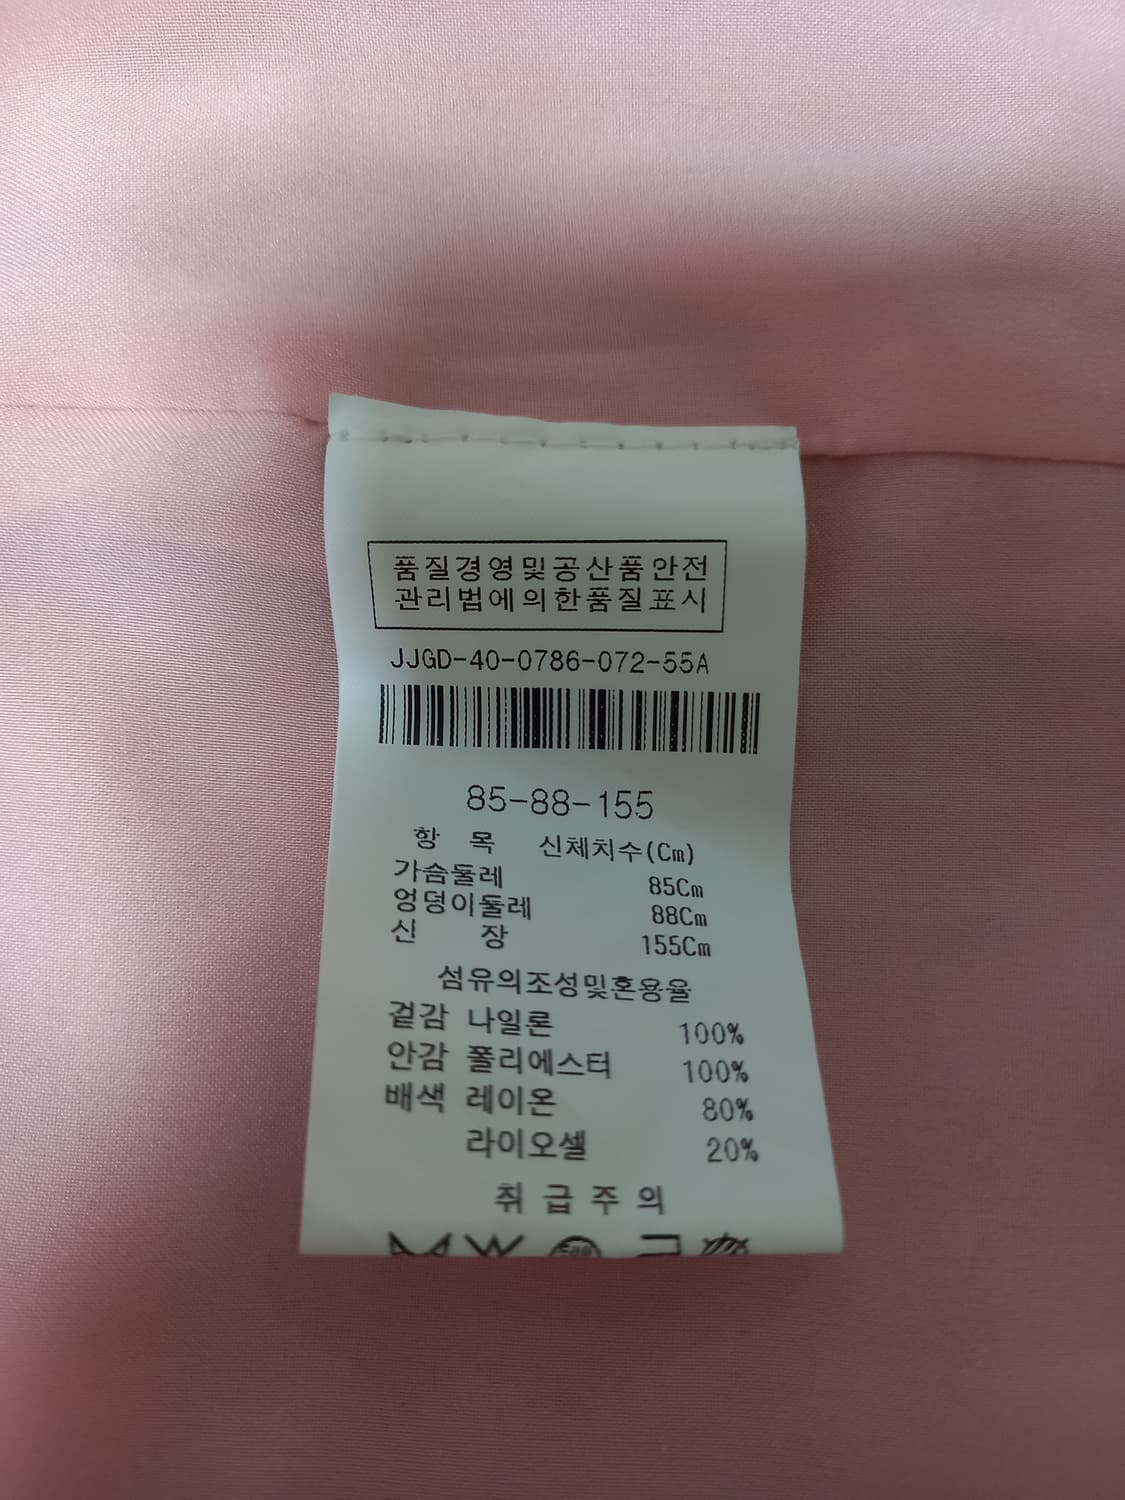 품질경영및공산품안전
관리법에의한품질표시
JJGD-40-0786-072-55A
85-88-155
항 목 신체치수(Cm)
가슴둘레 85Cm
엉덩이둘레 88Cm
신 장 155Cm
섬유의조성및혼용율
겉감 나일론 100%
안감 폴리에스터 100%
배색 레이온 80%
라이오셀 20%
취급주의